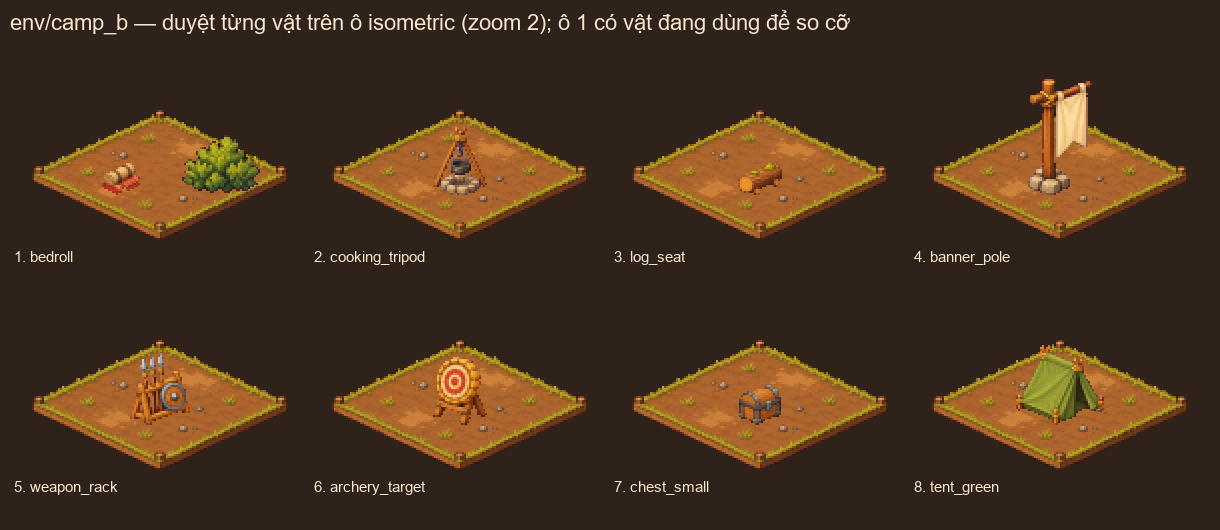 env/camp_b — duyệt từng vật trên ô isometric (zoom 2); ô 1 có vật đang dùng để so cỡ
1. bedroll
2. cooking_tripod
3. log_seat
4. banner_pole
5. weapon_rack
6. archery_target
7. chest_small
8. tent_green